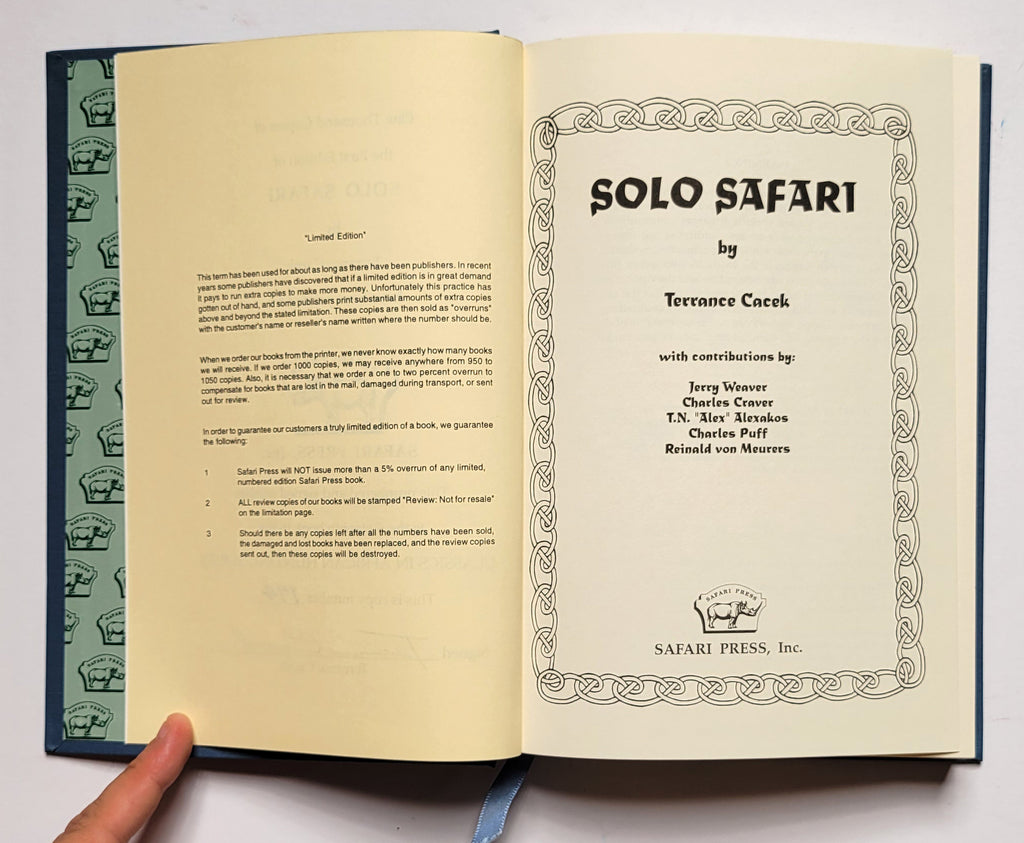 "Limited Edition"
This term has been used for about as long as there have been publishers. In recent
years some publishers have discovered that if a limited edition is in great demand
it pays to run extra copies to make more money. Unfortunately this practice has
gotten out of hand, and some publishers print substantial amounts of extra copies
above and beyond the stated limitation. These copies are then sold as "overruns"
with the customer's name or reseller's name written where the number should be.
When we order our books from the printer, we never know exactly how many books
we will receive. If we order 1000 copies, we may receive anywhere from 950 to
1050 copies. Also, it is necessary that we order a one to two percent overrun to
compensate for books that are lost in the mail, damaged during transport, or sent
out for review.
In order to guarantee our customers a truly limited edition of a book, we guarantee
the following:
1 Safari Press will NOT issue more than a 5% overrun of any limited,
numbered edition Safari Press book.
2 ALL review copies of our books will be stamped "Review: Not for resale"
on the limitation page.
3 Should there be any copies left after all the numbers have been sold,
the damaged and lost books have been replaced, and the review copies
sent out, then these copies will be destroyed.
SOLO SAFARI
by
Terrance Cacek
with contributions by:
Jerry Weaver
Charles Craver
T.N. "Alex" Alexakos
Charles Puff
Reinald von Meurers
SAFARI PRESS
SAFARI PRESS, Inc.